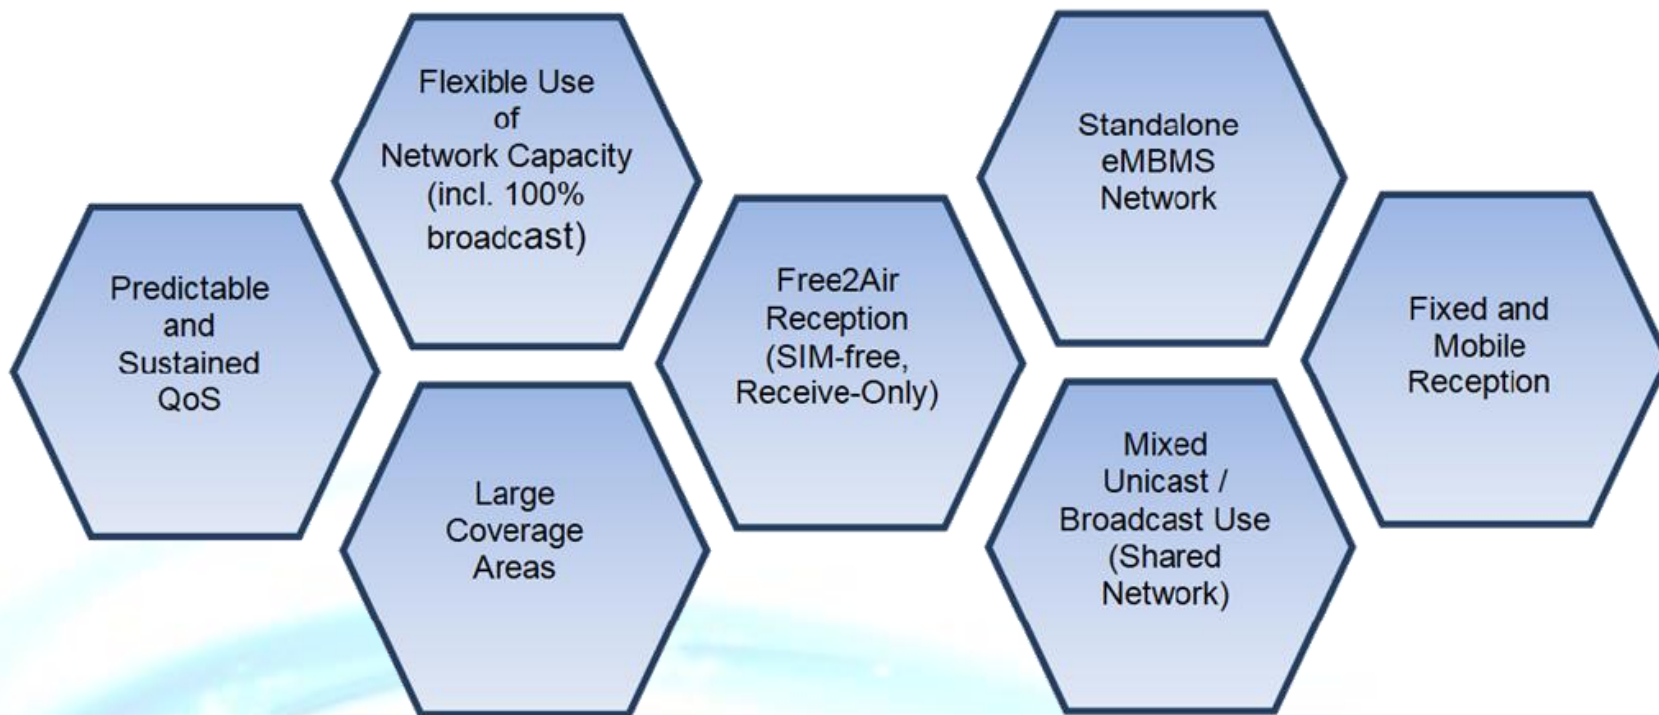 Predictable
and
Sustained
QoS
Flexible Use
of
Network Capacity
(incl. 100%
broadcast)
Large
Coverage
Areas
Free2Air
Reception
(SIM-free,
Receive-Only)
Standalone
eMBMS
Network
Mixed
Unicast /
Broadcast Use
(Shared
Network)
Fixed and
Mobile
Reception